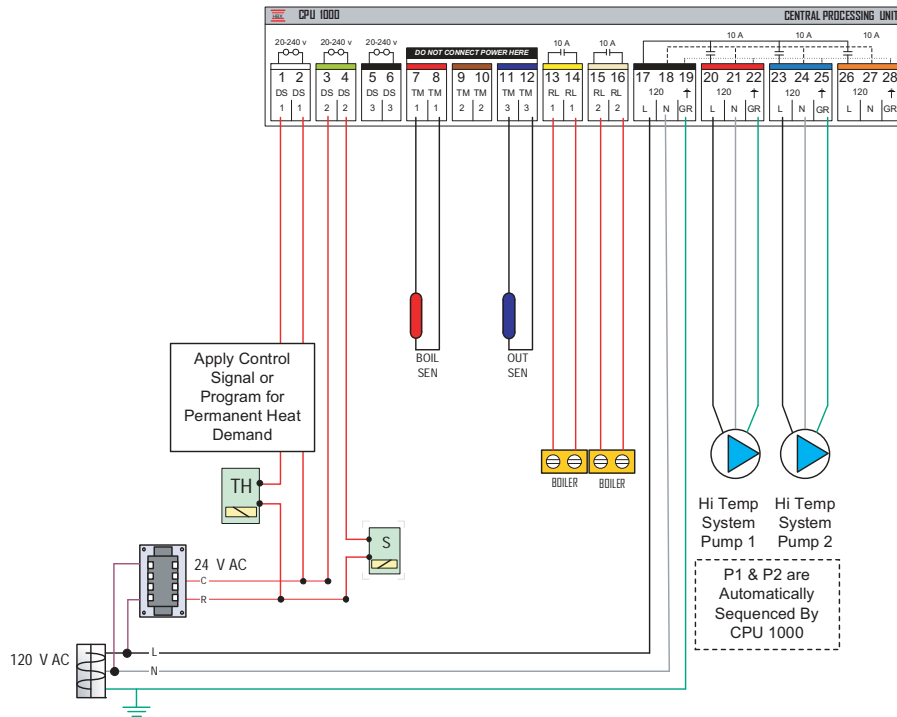 HBX CPU 1000 CENTRAL PROCESSING UNIT
20-240 v 20-240 v 20-240 v DO NOT CONNECT POWER HERE 10 A 10 A 10 A 10 A 10 A
1 2 3 4 5 6 7 8 9 10 11 12 13 14 15 16 17 18 19 20 21 22 23 24 25 26 27 28
DS DS DS DS DS DS TM TM TM TM TM TM RL RL RL RL 120 120 120 120
1 1 2 2 3 3 1 1 2 2 3 3 1 1 2 2 L N GR L N GR L N GR L N GR
Apply Control
Signal or
Program for
Permanent Heat
Demand
BOIL
SEN
OUT
SEN
TH
S
BOILER BOILER
24 V AC
C
R
120 V AC
L
N
Hi Temp
System
Pump 1
Hi Temp
System
Pump 2
P1 & P2 are
Automatically
Sequenced By
CPU 1000